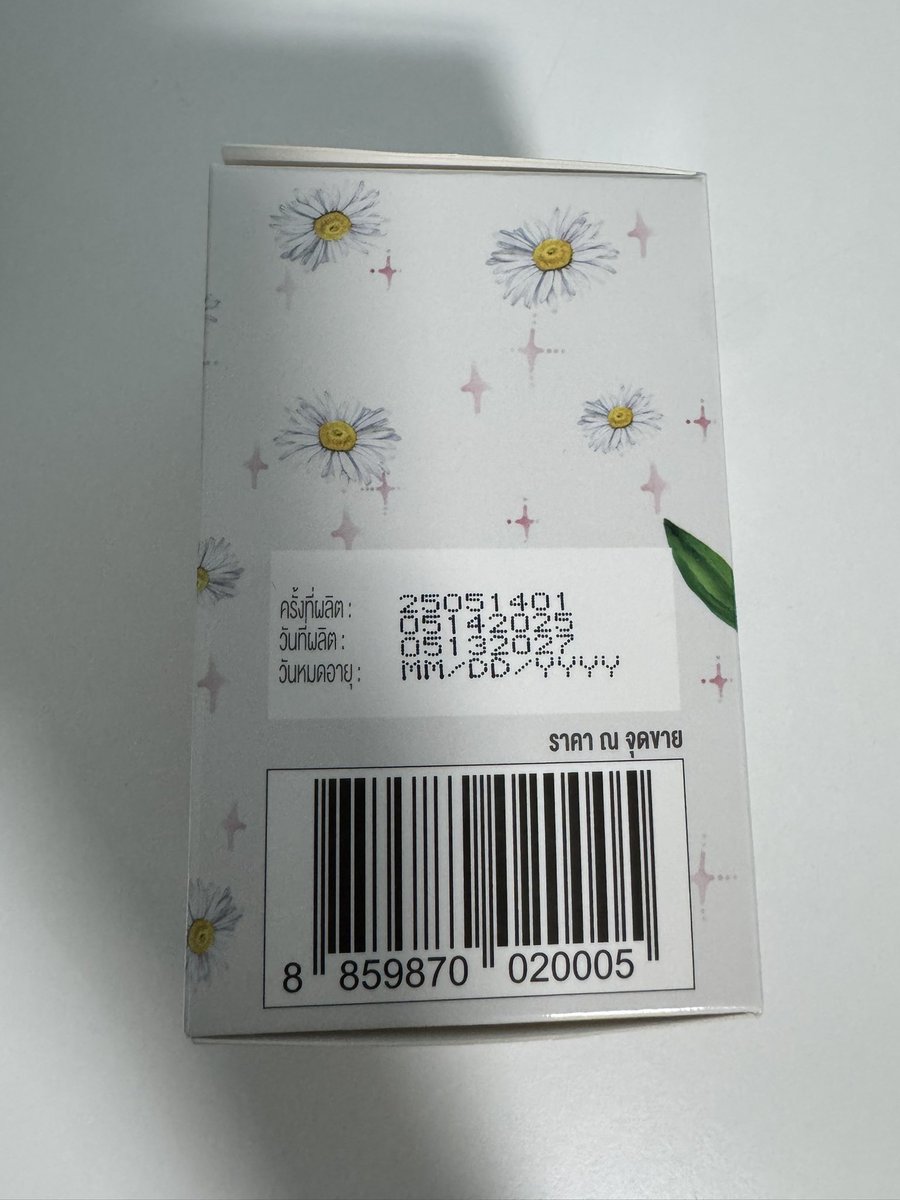 ครั้งที่ผลิต : 25051401
วันที่ผลิต : 05142025
วันหมดอายุ : 05132027
MM/DD/YYYY
ราคา ณ จุดขาย
8 859870 020005